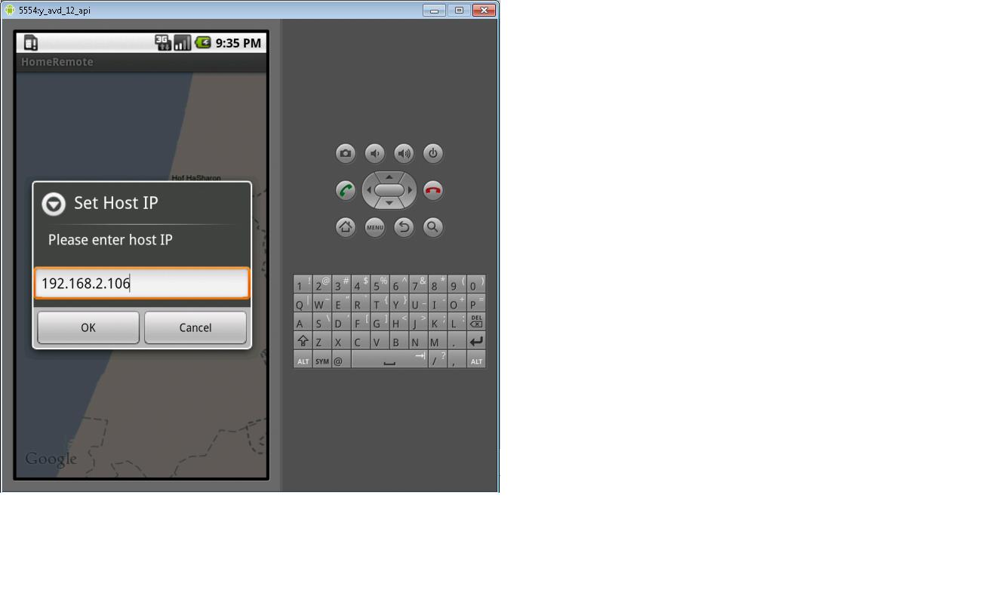 5554:y_avd_12_api
3G 9:35 PM
HomeRemote
Hof HaSharon
Set Host IP
Please enter host IP
192.168.2.106
OK Cancel
Google
MENU
1 ! 2 @ 3 # 4 $ 5 % 6 ^ 7 & 8 * 9 ( 0 )
Q | W ~ E " R ` T { Y } U _ I - O + P =
A S \ D ' F [ G ] H < J > K ; L : DEL
Z X C V B N M .
ALT SYM @ / ? , ALT